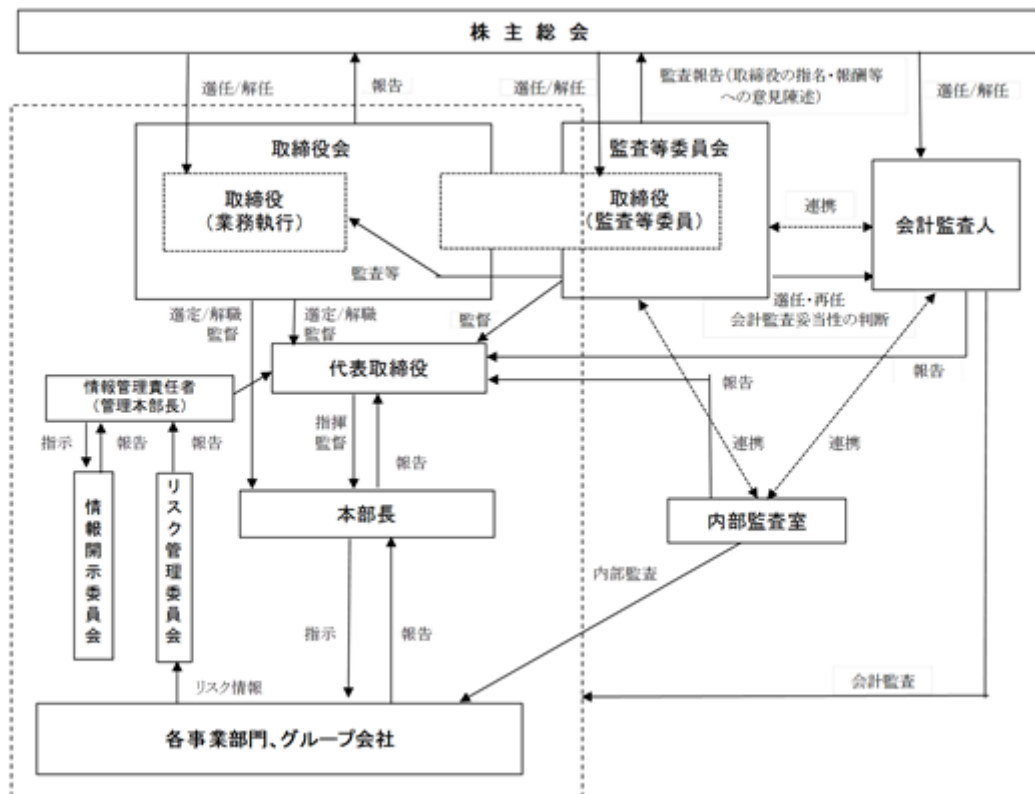 株主総会
選任/解任
報告
選任/解任
監査報告(取締役の指名・報酬等
への意見陳述)
選任/解任
取締役会
監査等委員会
取締役
(業務執行)
取締役
(監査等委員)
連携
会計監査人
監査等
選定/解職
監督
選定/解職
監督
監督
選任・再任
会計監査妥当性の判断
代表取締役
報告
報告
情報管理責任者
(管理本部長)
指示
報告
報告
指揮
監督
報告
連携
連携
情報開示委員会
リスク管理委員会
本部長
内部監査室
内部監査
指示
報告
リスク情報
会計監査
各事業部門、グループ会社